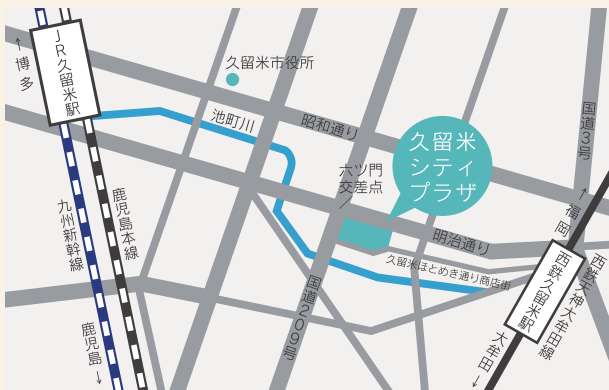 ↑博多
JR久留米駅
久留米市役所
池町川
昭和通り
国道3号
久留米
シティ
プラザ
六ツ門
交差点
↑福岡
明治通り
久留米ほとめき通り商店街
九州新幹線
鹿児島本線
国道209号
西鉄久留米駅
西鉄天神大牟田線
鹿児島↓
大牟田↓